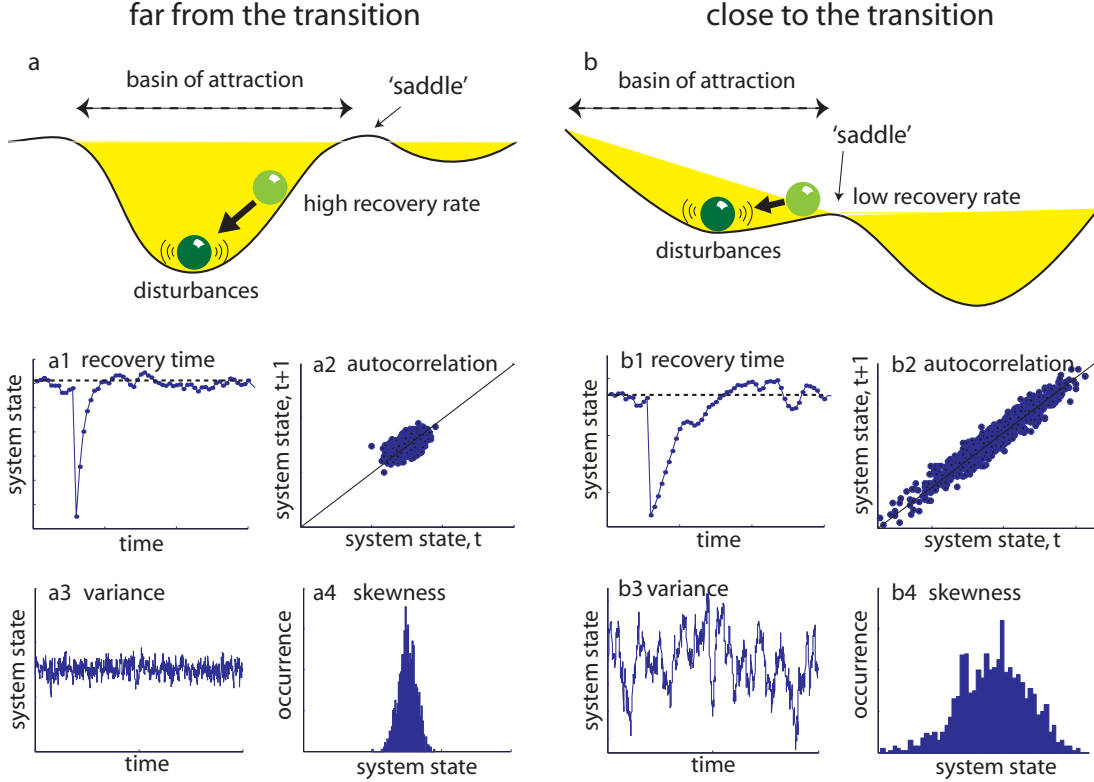 far from the transition
close to the transition
a
basin of attraction
'saddle'
high recovery rate
disturbances
b
basin of attraction
'saddle'
low recovery rate
disturbances
a1 recovery time
system state
time
a2 autocorrelation
system state, t+1
system state, t
b1 recovery time
system state
time
b2 autocorrelation
system state, t+1
system state, t
a3 variance
system state
time
a4 skewness
occurrence
system state
b3 variance
system state
time
b4 skewness
occurrence
system state